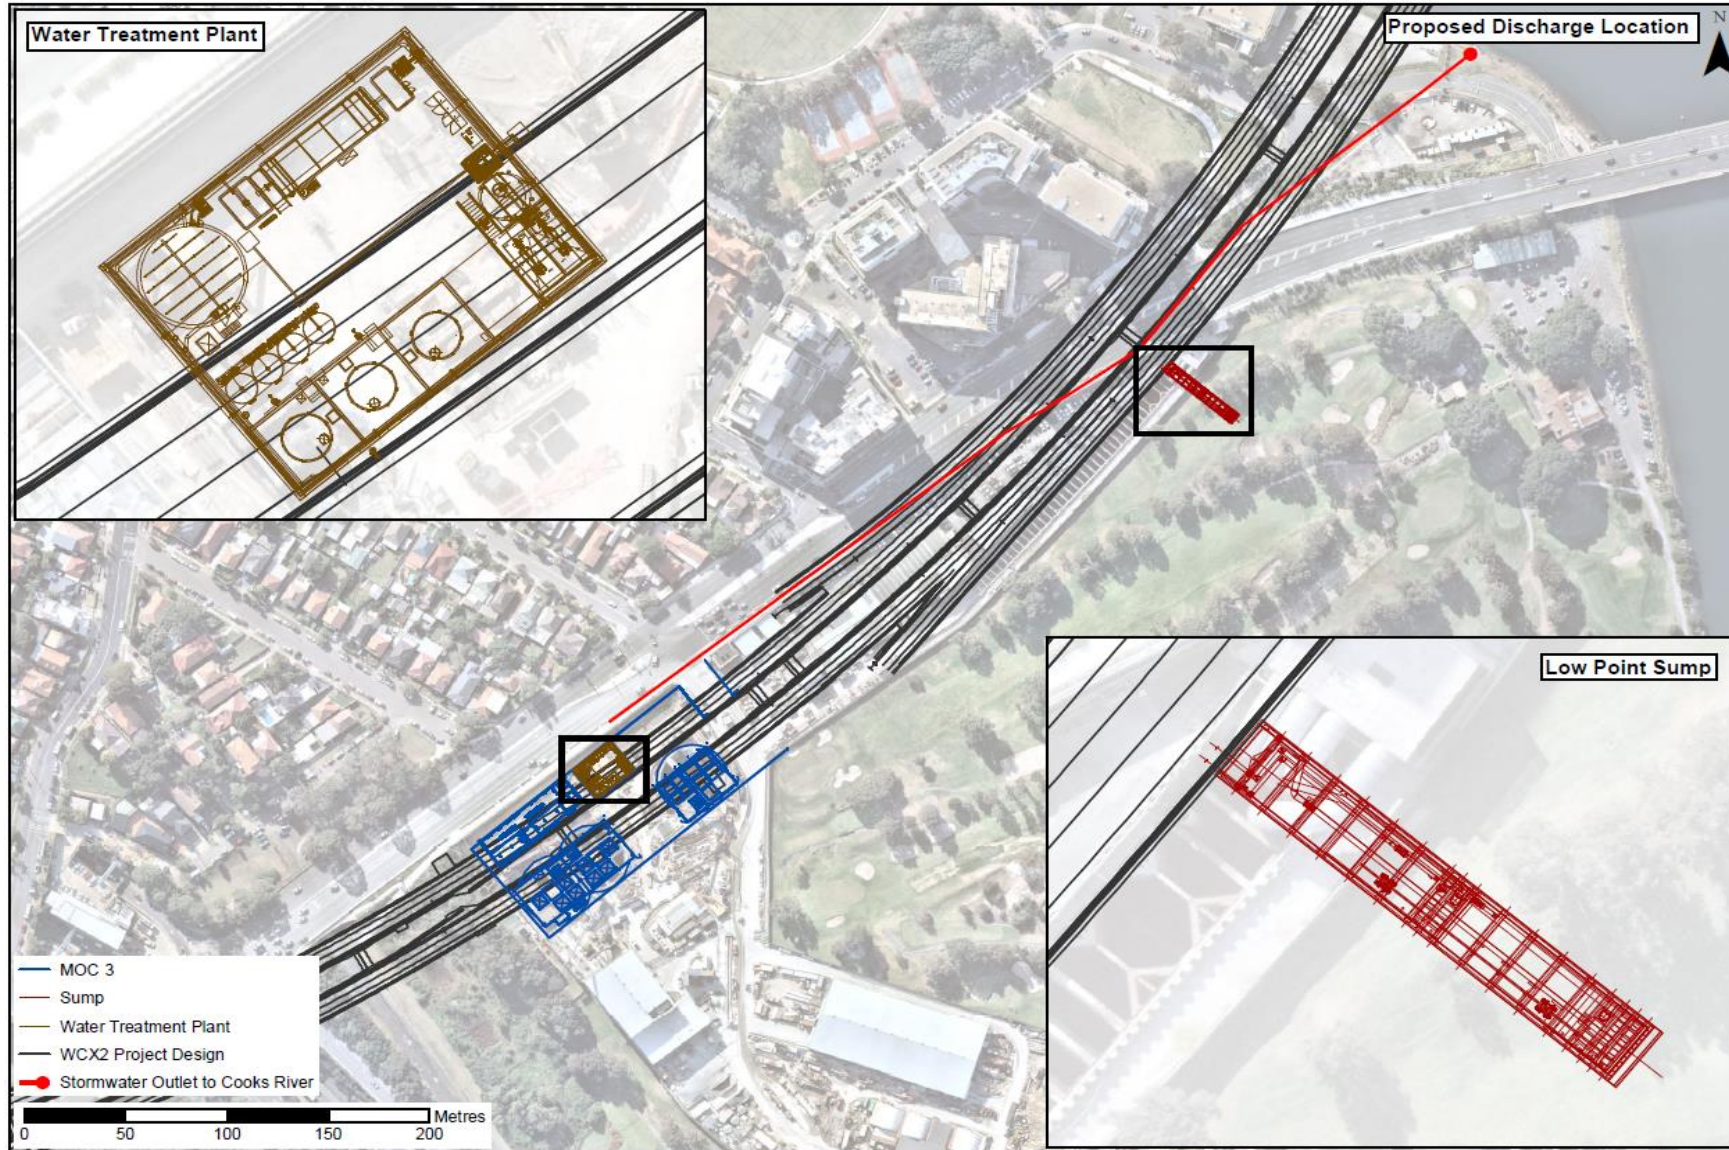 Water Treatment Plant
Proposed Discharge Location
N
Low Point Sump
MOC 3
Sump
Water Treatment Plant
WCX2 Project Design
Stormwater Outlet to Cooks River
Metres
0 50 100 150 200